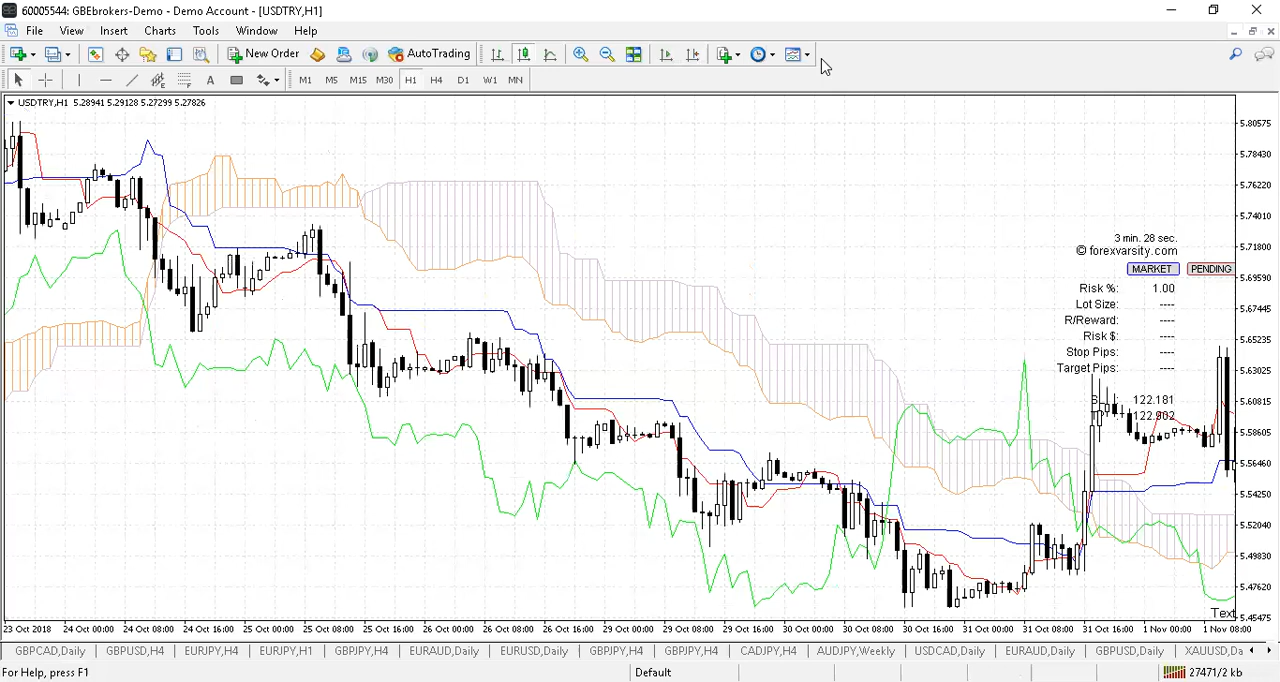 60005544: GBEbrokers-Demo - Demo Account - [USDTRY,H1]
File View Insert Charts Tools Window Help
New Order AutoTrading
A M1 M5 M15 M30 H1 H4 D1 W1 MN
USDTRY,H1 5.28941 5.29128 5.27299 5.27826
5.80575
5.78430
5.76220
5.74010
5.71800
3 min. 28 sec.
© forexvarsity.com
MARKET PENDING
5.69590
Risk %: 1.00
Lot Size: ----
5.67445
R/Reward: ----
Risk $: ----
5.65235
Stop Pips: ----
Target Pips: ----
5.63025
122.181
5.60815
122.902
5.58605
5.56460
5.54250
5.52040
5.49830
5.47620
Text
5.45475
23 Oct 2018 24 Oct 00:00 24 Oct 08:00 24 Oct 16:00 25 Oct 00:00 25 Oct 08:00 25 Oct 16:00 26 Oct 00:00 26 Oct 08:00 26 Oct 16:00 29 Oct 00:00 29 Oct 08:00 29 Oct 16:00 30 Oct 00:00 30 Oct 08:00 30 Oct 16:00 31 Oct 00:00 31 Oct 08:00 31 Oct 16:00 1 Nov 00:00 1 Nov 08:00
GBPCAD,Daily GBPUSD,H4 EURJPY,H4 EURJPY,H1 GBPJPY,H4 EURAUD,Daily EURUSD,Daily GBPJPY,H4 GBPJPY,H4 CADJPY,H4 AUDJPY,Weekly USDCAD,Daily EURAUD,Daily GBPUSD,Daily XAUUSD,Da
For Help, press F1 Default 27471/2 kb